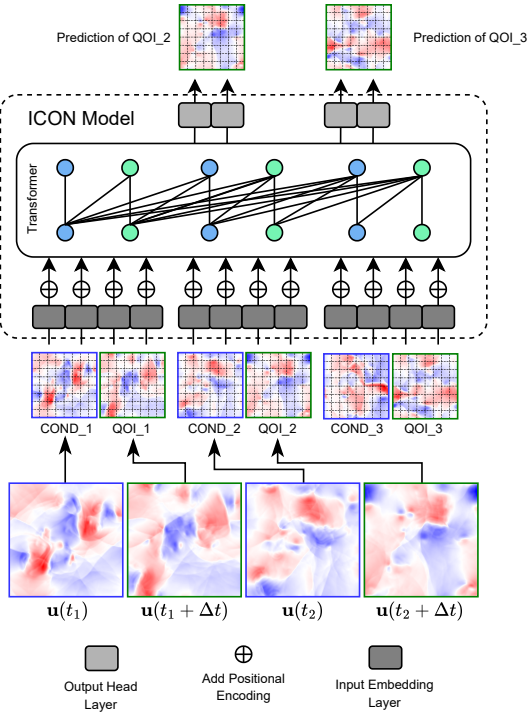 Prediction of QOI_2
Prediction of QOI_3
ICON Model
Transformer
COND_1
QOI_1
COND_2
QOI_2
COND_3
QOI_3
u(t₁)
u(t₁ + Δt)
u(t₂)
u(t₂ + Δt)
Output Head
Layer
Add Positional
Encoding
Input Embedding
Layer